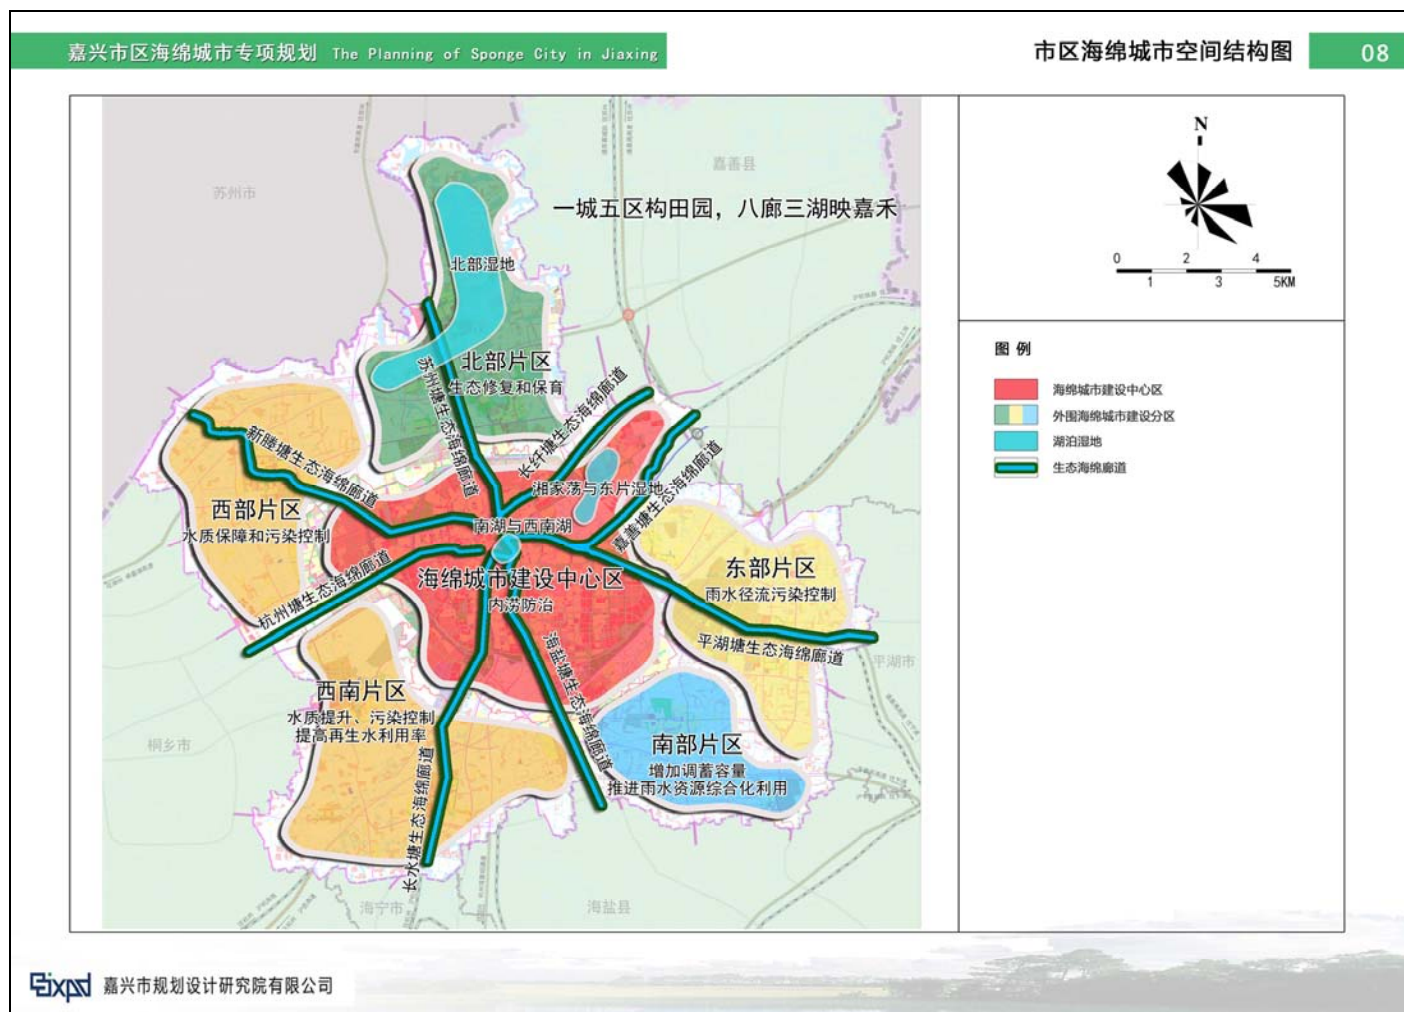 嘉兴市区海绵城市专项规划 The Planning of Sponge City in Jiaxing
市区海绵城市空间结构图
08
苏州市
嘉善县
一城五区构田园，八廊三湖映嘉禾
北部湿地
北部片区
生态修复和保育
苏州塘生态海绵廊道
长纤塘生态海绵廊道
新塍塘生态海绵廊道
湘家荡与东片湿地
嘉善塘生态海绵廊道
西部片区
水质保障和污染控制
南湖与西南湖
杭州塘生态海绵廊道
海绵城市建设中心区
内涝防治
东部片区
雨水径流污染控制
平湖塘生态海绵廊道
平湖市
海盐塘生态海绵廊道
西南片区
水质提升、污染控制
提高再生水利用率
桐乡市
长水塘生态海绵廊道
南部片区
增加调蓄容量
推进雨水资源综合化利用
海宁市
海盐县
N
0 2 4
1 3 5KM
图 例
海绵城市建设中心区
外围海绵城市建设分区
湖泊湿地
生态海绵廊道
嘉兴市规划设计研究院有限公司